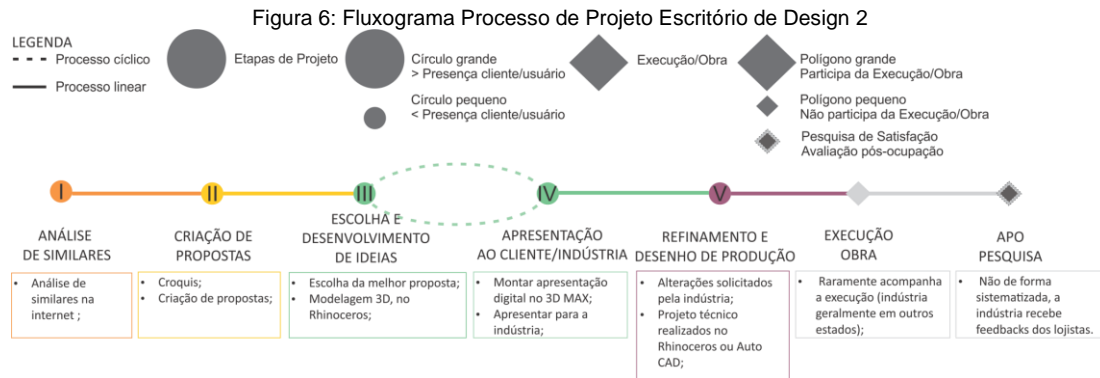 Figura 6: Fluxograma Processo de Projeto Escritório de Design 2
LEGENDA
Processo cíclico
Processo linear
Etapas de Projeto
Círculo grande
> Presença cliente/usuário
Círculo pequeno
< Presença cliente/usuário
Execução/Obra
Polígono grande
Participa da Execução/Obra
Polígono pequeno
Não participa da Execução/Obra
Pesquisa de Satisfação
Avaliação pós-ocupação
I
II
III
IV
V
ANÁLISE
DE SIMILARES
• Análise de
similares na
internet ;
CRIAÇÃO DE
PROPOSTAS
• Croquis;
• Criação de propostas;
ESCOLHA E
DESENVOLVIMENTO
DE IDEIAS
• Escolha da melhor proposta;
• Modelagem 3D, no
Rhinoceros;
APRESENTAÇÃO
AO CLIENTE/INDÚSTRIA
• Montar apresentação
digital no 3D MAX;
• Apresentar para a
indústria;
REFINAMENTO E
DESENHO DE PRODUÇÃO
• Alterações solicitados
pela indústria;
• Projeto técnico
realizados no
Rhinoceros ou Auto
CAD;
EXECUÇÃO
OBRA
• Raramente acompanha
a execução (indústria
geralmente em outros
estados);
APO
PESQUISA
• Não de forma
sistematizada, a
indústria recebe
feedbacks dos lojistas.